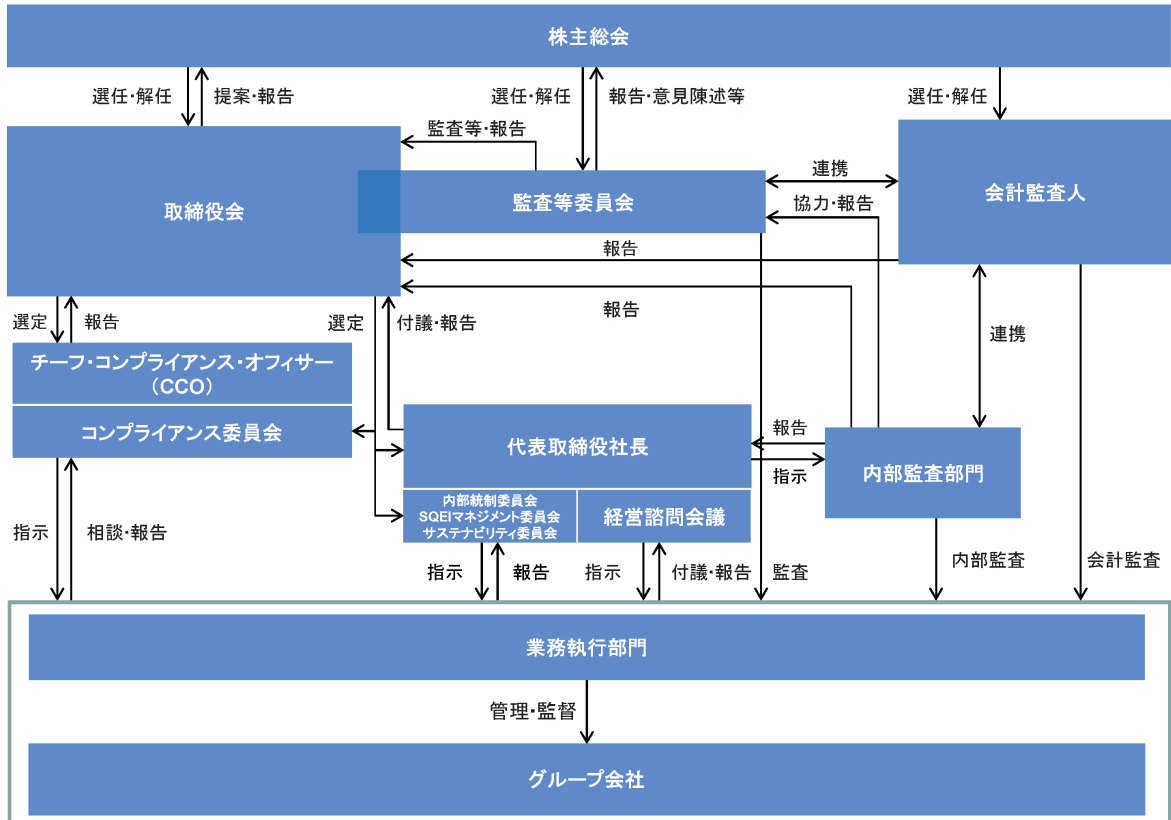 株主総会
選任・解任
提案・報告
選任・解任
報告・意見陳述等
選任・解任
取締役会
監査等・報告
監査等委員会
連携
協力・報告
会計監査人
報告
報告
選定
報告
選定
付議・報告
連携
チーフ・コンプライアンス・オフィサー
（CCO）
コンプライアンス委員会
代表取締役社長
報告
指示
内部監査部門
内部統制委員会
SQEIマネジメント委員会
サステナビリティ委員会
経営諮問会議
指示
相談・報告
指示
報告
指示
付議・報告
監査
内部監査
会計監査
業務執行部門
管理・監督
グループ会社